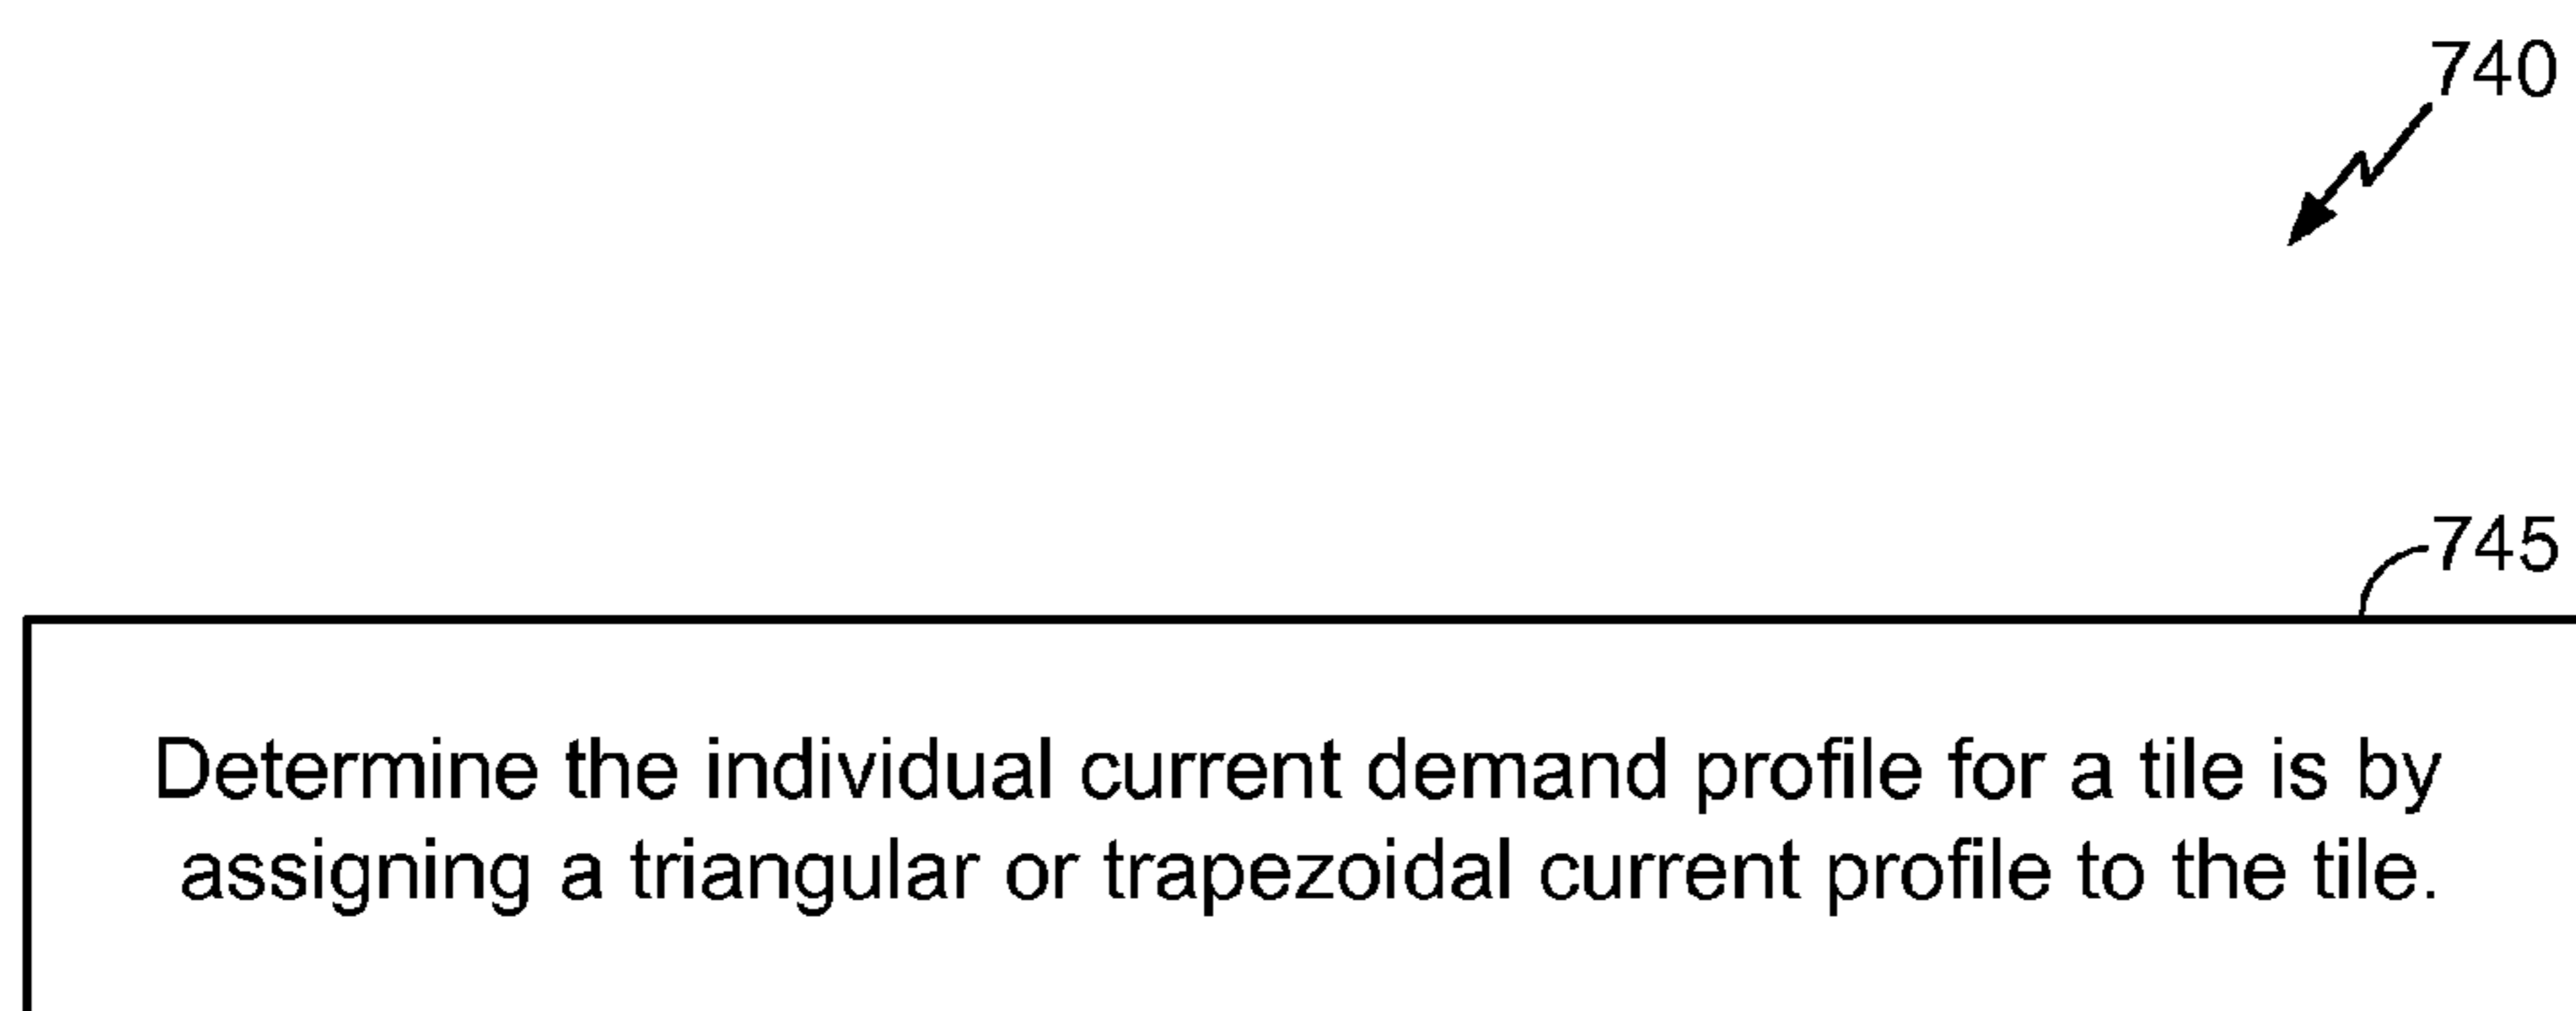 740
745
Determine the individual current demand profile for a tile is by
assigning a triangular or trapezoidal current profile to the tile.